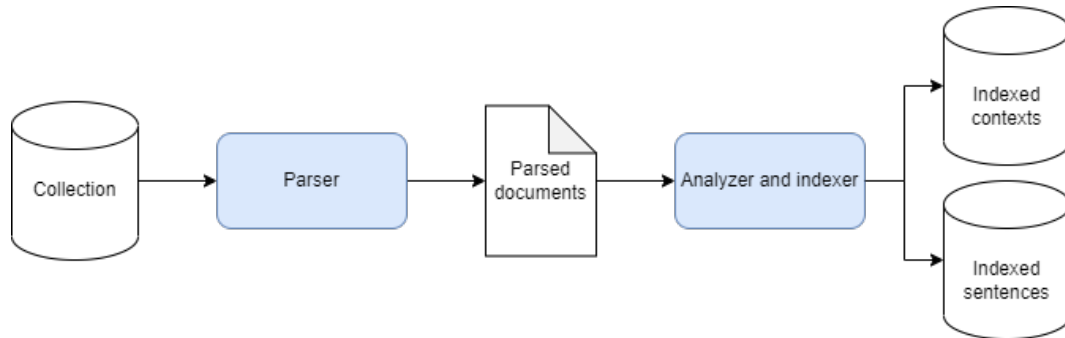 Collection
Parser
Parsed
documents
Analyzer and indexer
Indexed
contexts
Indexed
sentences